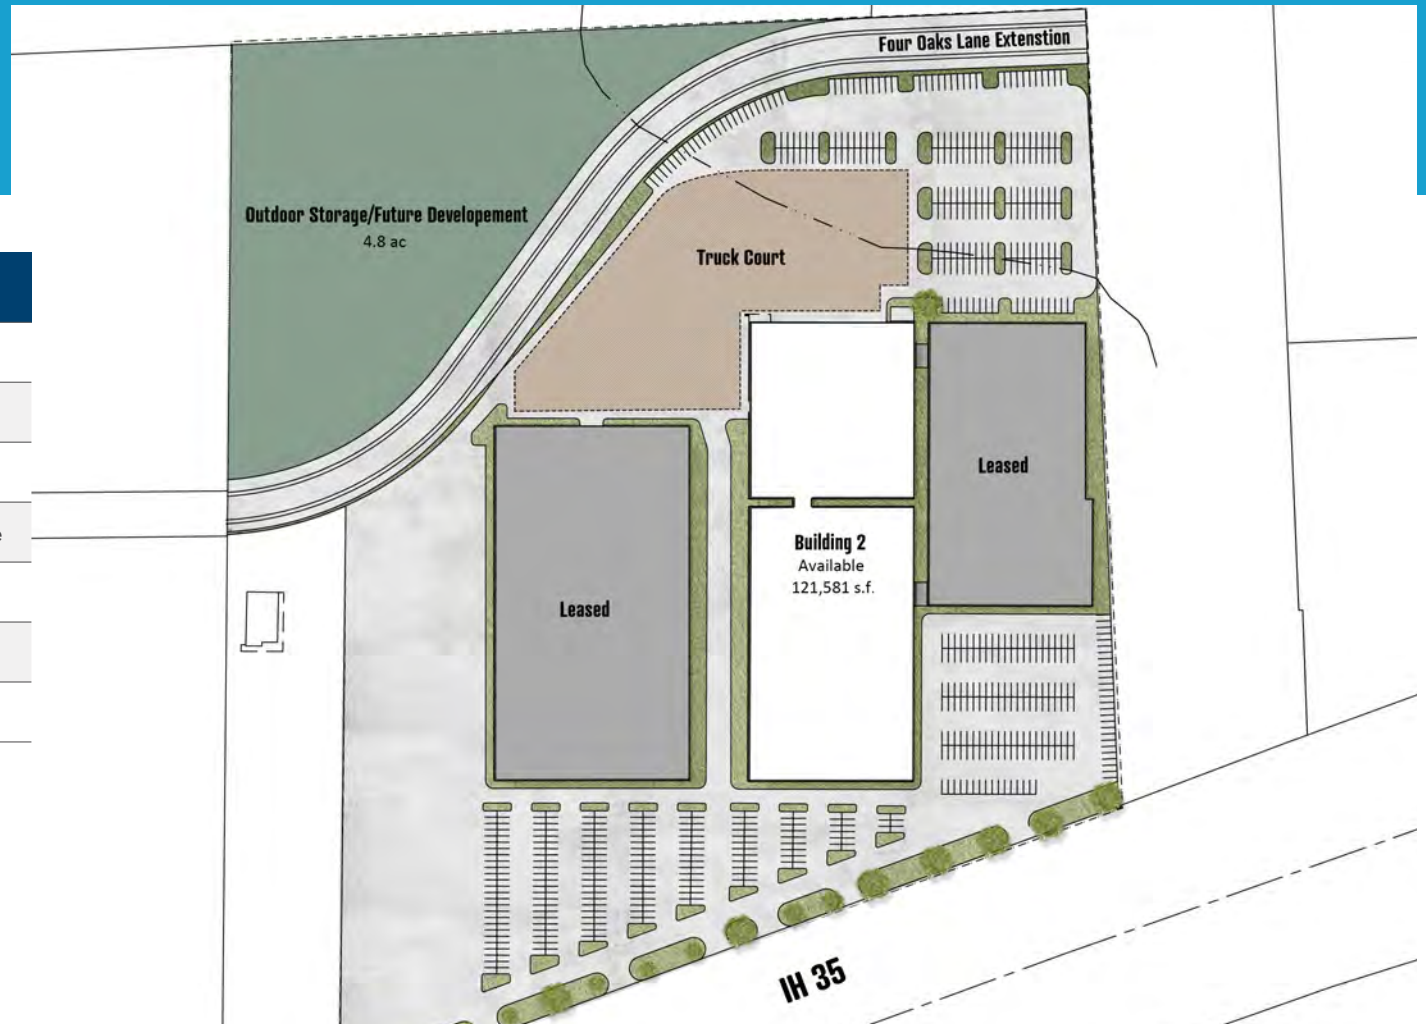 Four Oaks Lane Extenstion
Outdoor Storage/Future Developement
4.8 ac
Truck Court
Leased
Building 2
Available
121,581 s.f.
Leased
IH 35